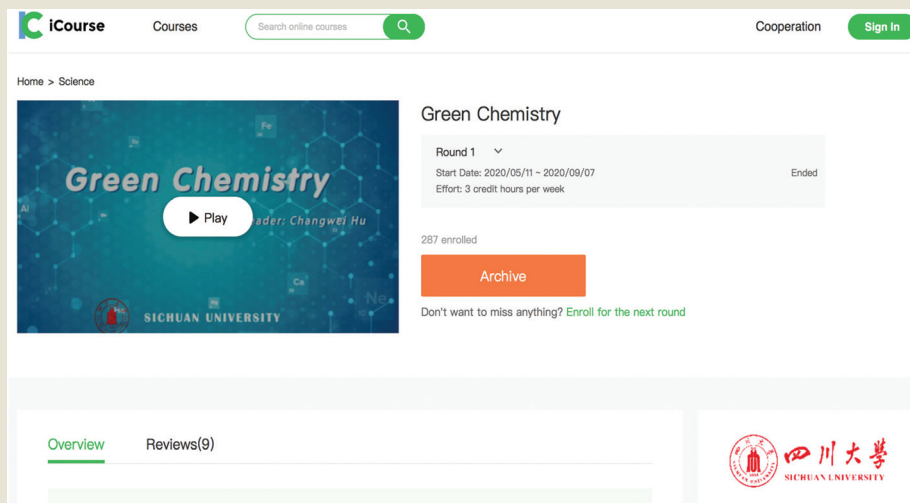 iCourse
Courses
Search online courses
Cooperation
Sign In
Home > Science
Green Chemistry
Play
eader: Changwei Hu
SICHUAN UNIVERSITY
Fe
Al
Ca
Ne
Green Chemistry
Round 1
Start Date: 2020/05/11 ~ 2020/09/07
Ended
Effort: 3 credit hours per week
287 enrolled
Archive
Don't want to miss anything? Enroll for the next round
Overview
Reviews(9)
四川大學
SICHUAN UNIVERSITY